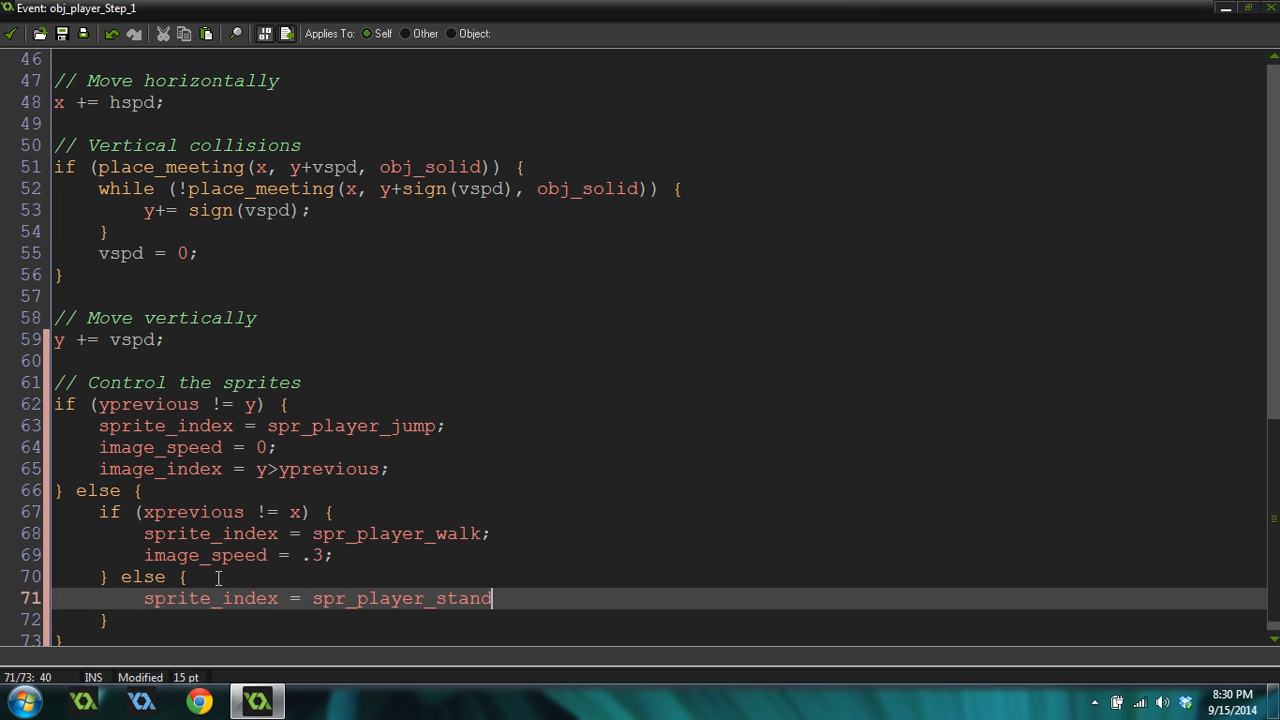 Event: obj_player_Step_1
Applies To: Self Other Object:
46
47 // Move horizontally
48 x += hspd;
49
50 // Vertical collisions
51 if (place_meeting(x, y+vspd, obj_solid)) {
52 while (!place_meeting(x, y+sign(vspd), obj_solid)) {
53 y+= sign(vspd);
54 }
55 vspd = 0;
56 }
57
58 // Move vertically
59 y += vspd;
60
61 // Control the sprites
62 if (yprevious != y) {
63 sprite_index = spr_player_jump;
64 image_speed = 0;
65 image_index = y>yprevious;
66 } else {
67 if (xprevious != x) {
68 sprite_index = spr_player_walk;
69 image_speed = .3;
70 } else {
71 sprite_index = spr_player_stand
72 }
73 }
71/73: 40 INS Modified 15 pt
8:30 PM
9/15/2014